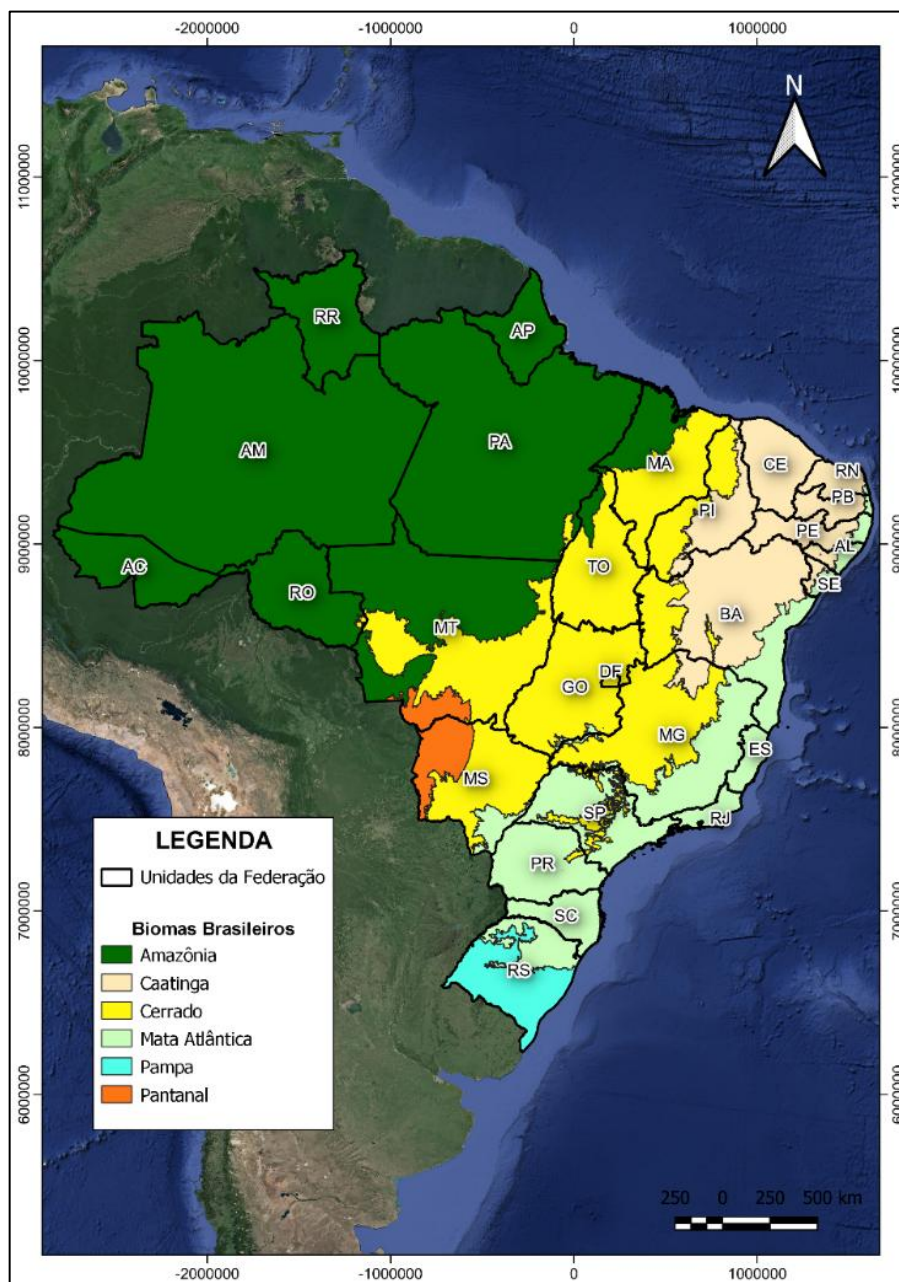 -2000000 -1000000 0 1000000
N
11000000 11000000
RR
AP
10000000 10000000
AM PA MA CE RN
PB
PI
PE
9000000 9000000
AL
AC RO TO SE
BA
MT
DF
GO
8000000 8000000
MG
ES
MS
SP RJ
LEGENDA
Unidades da Federação
PR
7000000 7000000
SC
Biomas Brasileiros
RS
Amazônia
Caatinga
Cerrado
Mata Atlântica
Pampa
6000000 6000000
Pantanal
250 0 250 500 km
-2000000 -1000000 0 1000000